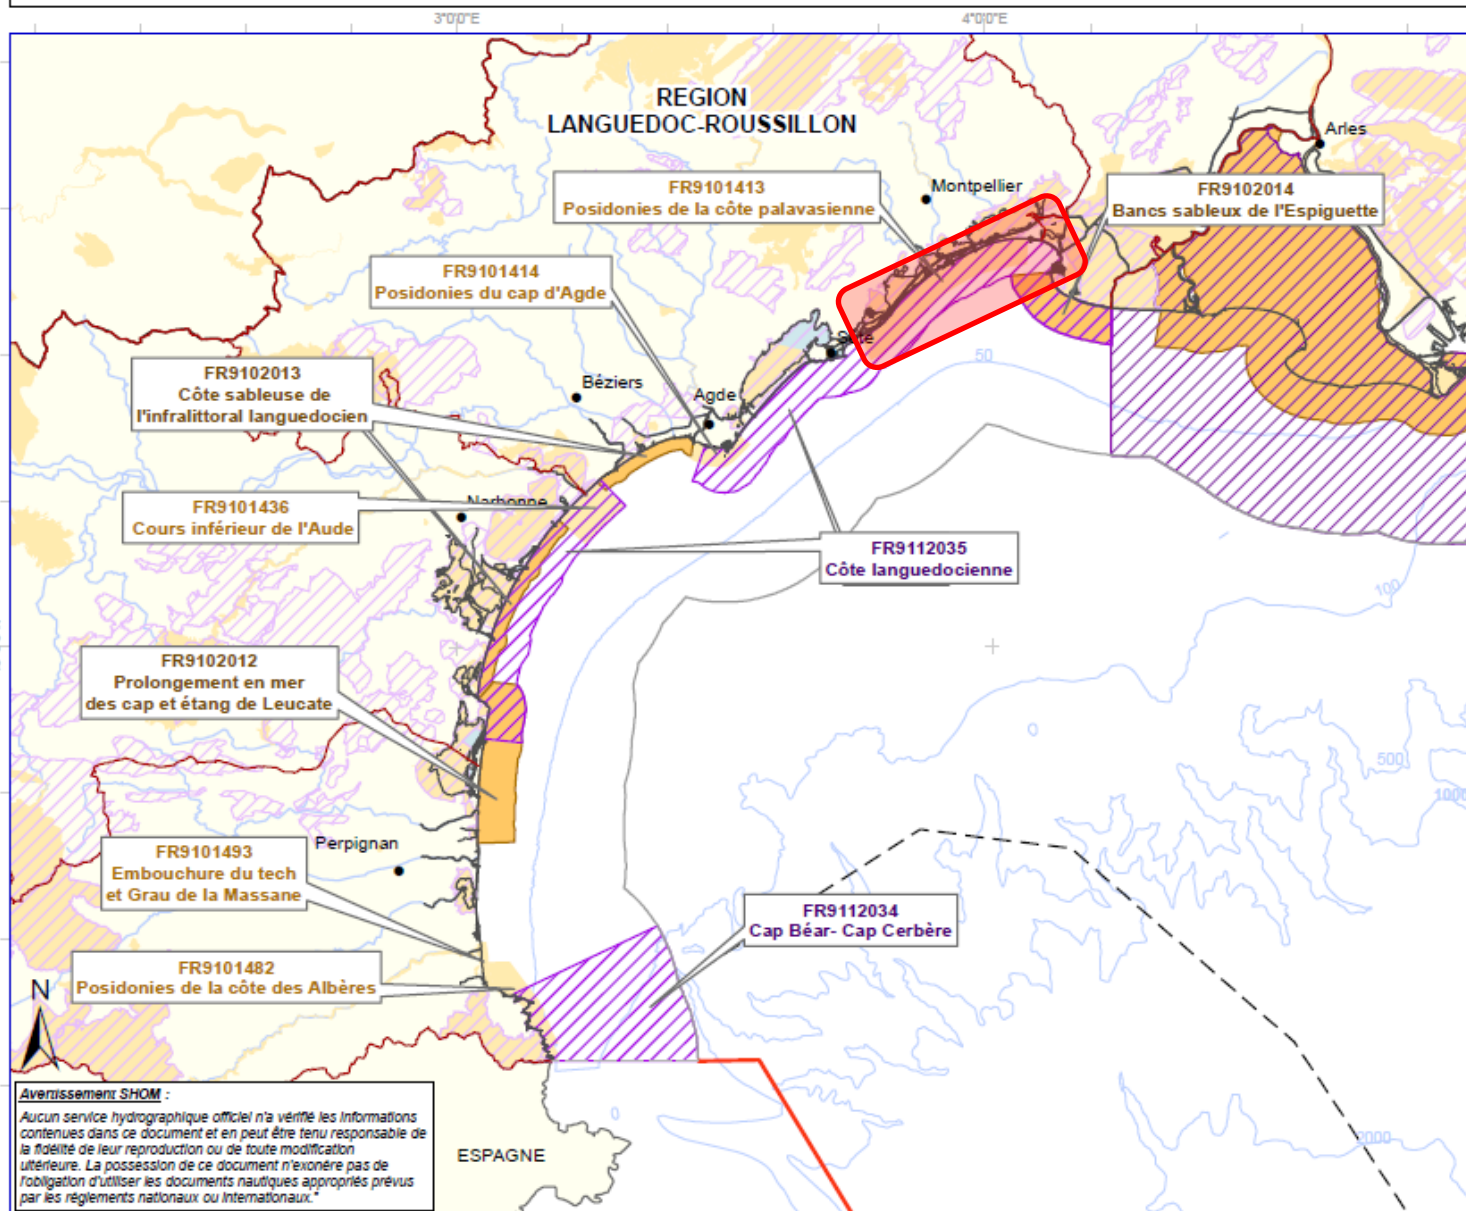 3°0'0"E
4°0'0"E
REGION
LANGUEDOC-ROUSSILLON
Arles
FR9101413
Posidonies de la côte palavasienne
Montpellier
FR9102014
Bancs sableux de l'Espiguette
FR9101414
Posidonies du cap d'Agde
Sète
50
FR9102013
Côte sableuse de
l'infralittoral languedocien
Béziers
Agde
FR9101436
Cours inférieur de l'Aude
Narbonne
FR9112035
Côte languedocienne
100
FR9102012
Prolongement en mer
des cap et étang de Leucate
0
500
1000
Perpignan
FR9101493
Embouchure du tech
et Grau de la Massane
FR9112034
Cap Béar- Cap Cerbère
FR9101482
Posidonies de la côte des Albères
N
Avertissement SHOM :
Aucun service hydrographique officiel n'a vérifié les informations
contenues dans ce document et en peut être tenu responsable de
la fidélité de leur reproduction ou de toute modification
ultérieure. La possession de ce document n'exonère pas de
l'obligation d'utiliser les documents nautiques appropriés prévus
par les réglements nationaux ou internationaux."
0
2000
ESPAGNE